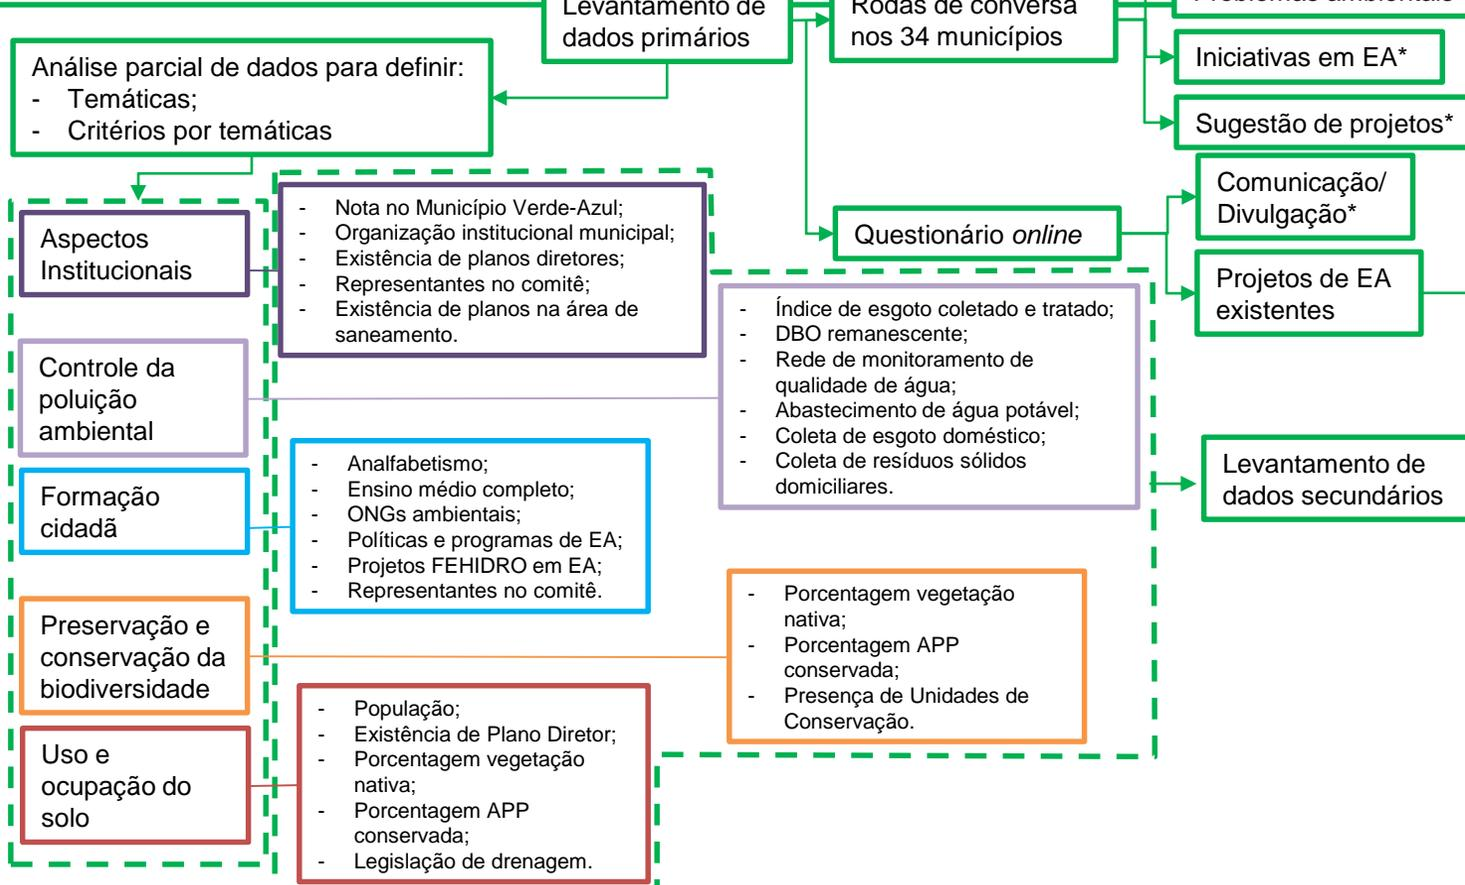 Levantamento de
dados primários
Rodas de conversa
nos 34 municípios
Problemas ambientais
Iniciativas em EA*
Sugestão de projetos*
Análise parcial de dados para definir:
- Temáticas;
- Critérios por temáticas
Comunicação/
Divulgação*
Questionário online
Projetos de EA
existentes
Aspectos
Institucionais
- Nota no Município Verde-Azul;
- Organização institucional municipal;
- Existência de planos diretores;
- Representantes no comitê;
- Existência de planos na área de
saneamento.
Controle da
poluição
ambiental
- Índice de esgoto coletado e tratado;
- DBO remanescente;
- Rede de monitoramento de
qualidade de água;
- Abastecimento de água potável;
- Coleta de esgoto doméstico;
- Coleta de resíduos sólidos
domiciliares.
Formação
cidadã
- Analfabetismo;
- Ensino médio completo;
- ONGs ambientais;
- Políticas e programas de EA;
- Projetos FEHIDRO em EA;
- Representantes no comitê.
Levantamento de
dados secundários
Preservação e
conservação da
biodiversidade
- Porcentagem vegetação
nativa;
- Porcentagem APP
conservada;
- Presença de Unidades de
Conservação.
Uso e
ocupação do
solo
- População;
- Existência de Plano Diretor;
- Porcentagem vegetação
nativa;
- Porcentagem APP
conservada;
- Legislação de drenagem.